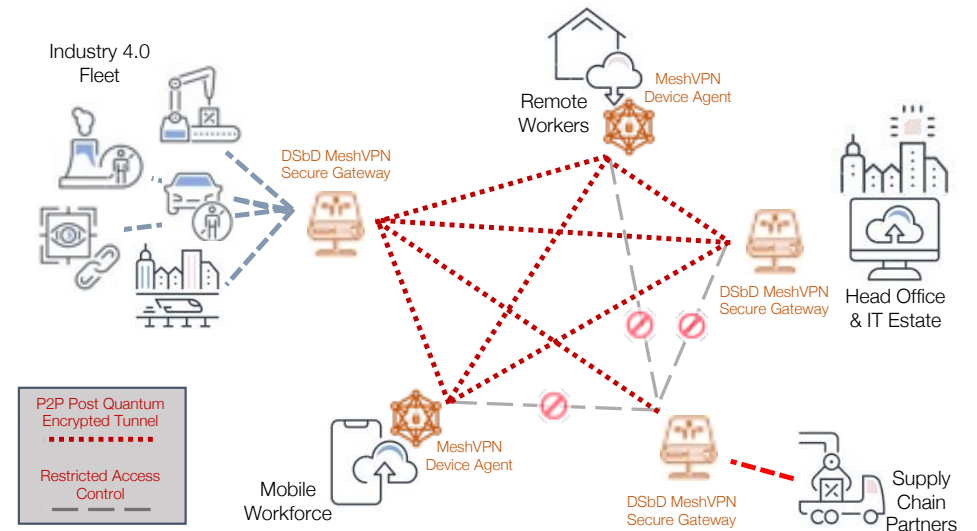 Industry 4.0
Fleet
DSbD MeshVPN
Secure Gateway
Remote
Workers
MeshVPN
Device Agent
DSbD MeshVPN
Secure Gateway
Head Office
& IT Estate
P2P Post Quantum
Encrypted Tunnel
Restricted Access
Control
Mobile
Workforce
MeshVPN
Device Agent
DSbD MeshVPN
Secure Gateway
Supply
Chain
Partners